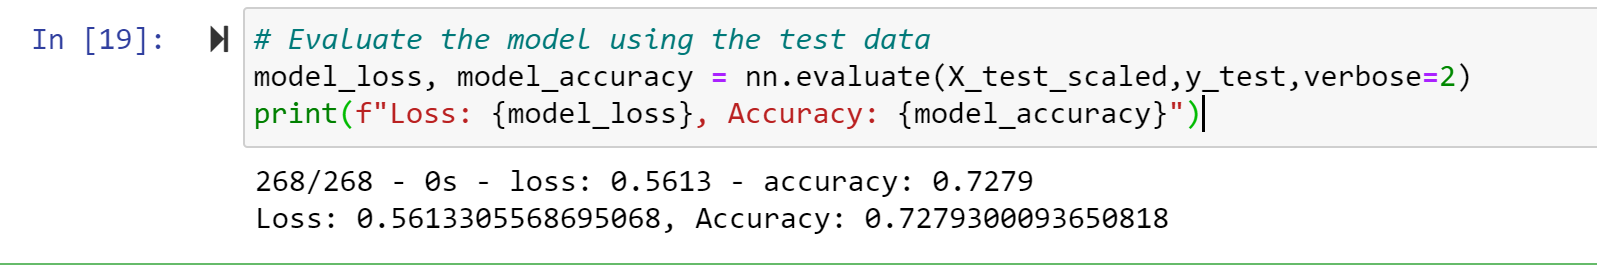 In [19]:
# Evaluate the model using the test data
model_loss, model_accuracy = nn.evaluate(X_test_scaled,y_test,verbose=2)
print(f"Loss: {model_loss}, Accuracy: {model_accuracy}")
268/268 - 0s - loss: 0.5613 - accuracy: 0.7279
Loss: 0.5613305568695068, Accuracy: 0.7279300093650818